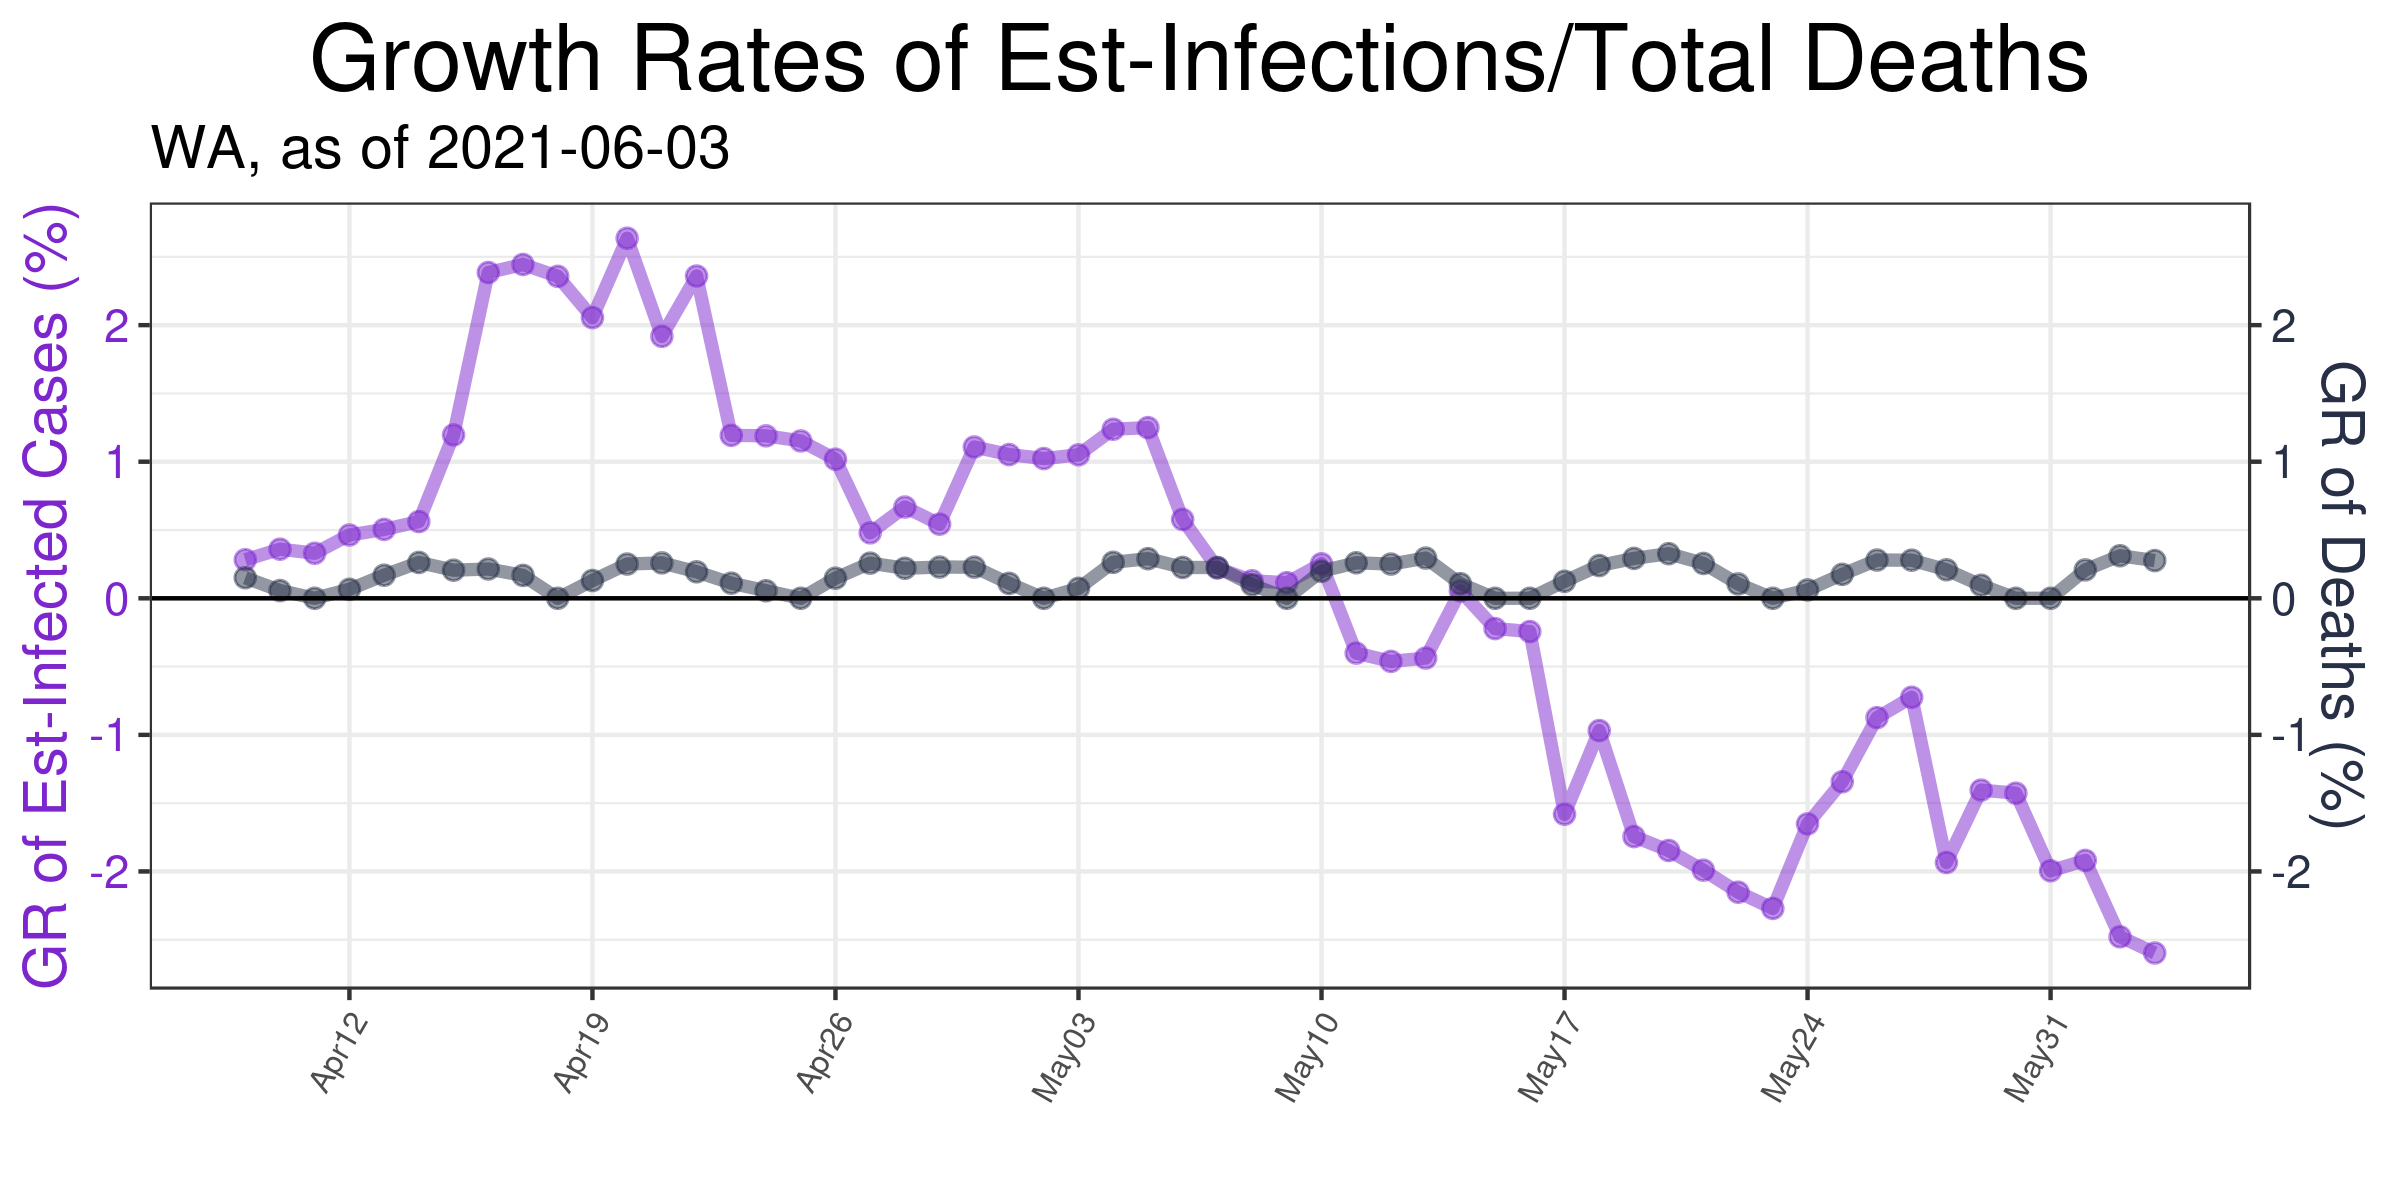 Growth Rates of Est-Infections/Total Deaths
WA, as of 2021-06-03
GR of Est-Infected Cases (%)
2
1
0
-1
-2
2
1
0
-1
-2
GR of Deaths (%)
Apr12
Apr19
Apr26
May03
May10
May17
May24
May31